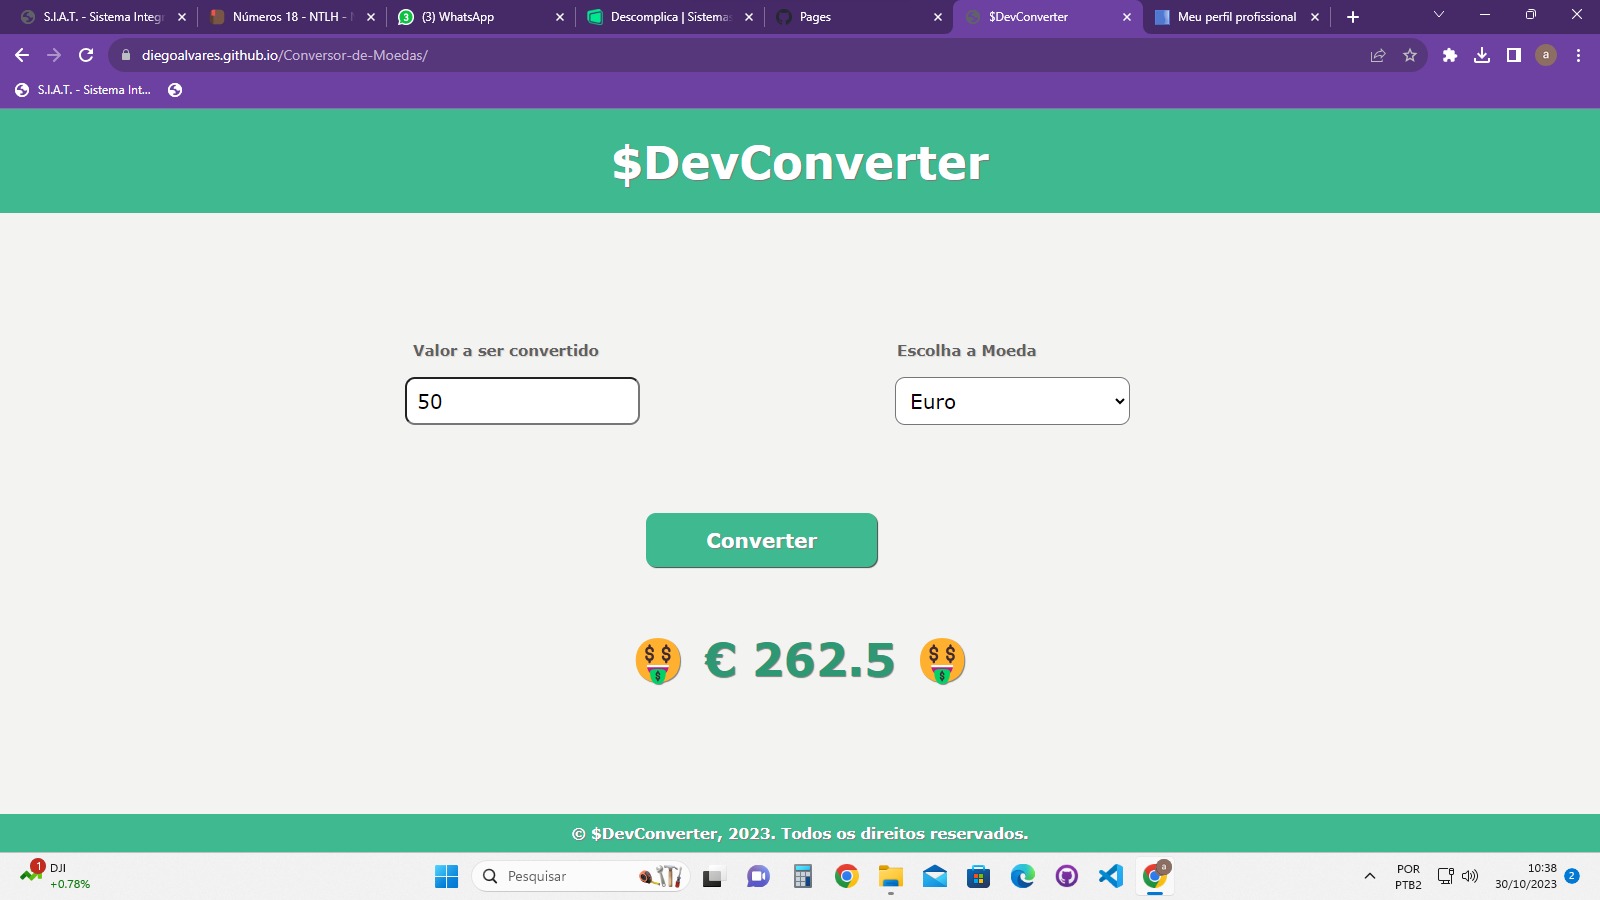 S.I.A.T. - Sistema Integr
Números 18 - NTLH -
(3) WhatsApp
Descomplica | Sistemas
Pages
$DevConverter
Meu perfil profissional
diegoalvares.github.io/Conversor-de-Moedas/
a
S.I.A.T. - Sistema Int...
$DevConverter
Valor a ser convertido
Escolha a Moeda
50
Euro
Converter
€ 262.5
© $DevConverter, 2023. Todos os direitos reservados.
1
DJI
+0.78%
Pesquisar
a
POR
PTB2
10:38
30/10/2023
2